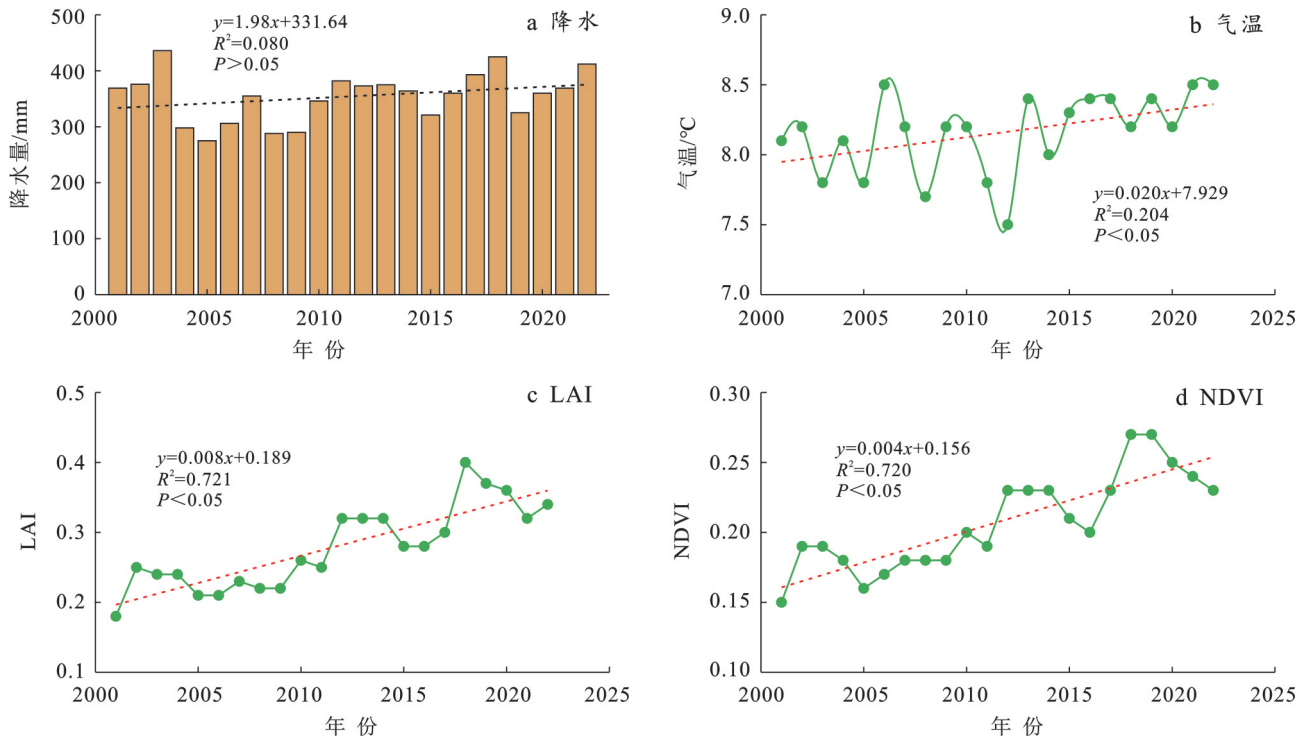 a 降水
y=1.98x+331.64
R²=0.080
P＞0.05
降水量/mm
500
400
300
200
100
0
2000
2005
2010
2015
2020
年 份
b 气温
y=0.020x+7.929
R²=0.204
P＜0.05
气温/℃
9.0
8.5
8.0
7.5
7.0
2000
2005
2010
2015
2020
2025
年 份
c LAI
y=0.008x+0.189
R²=0.721
P＜0.05
LAI
0.5
0.4
0.3
0.2
0.1
2000
2005
2010
2015
2020
2025
年 份
d NDVI
y=0.004x+0.156
R²=0.720
P＜0.05
NDVI
0.30
0.25
0.20
0.15
0.10
2000
2005
2010
2015
2020
2025
年 份